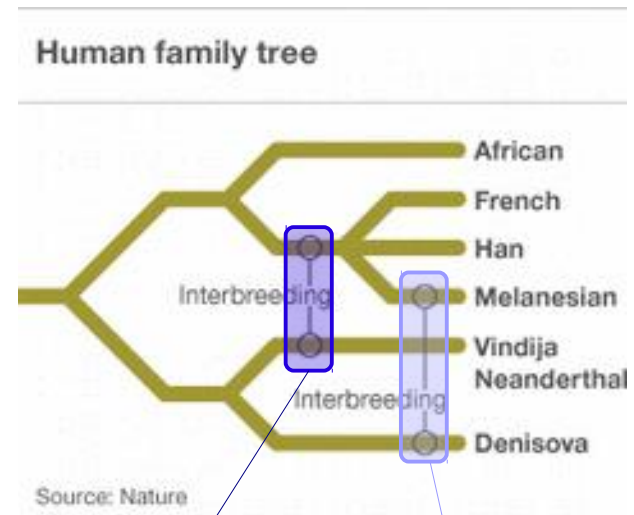 Human family tree
African
French
Han
Interbreeding
Melanesian
Vindija
Neanderthal
Interbreeding
Denisova
Source: Nature